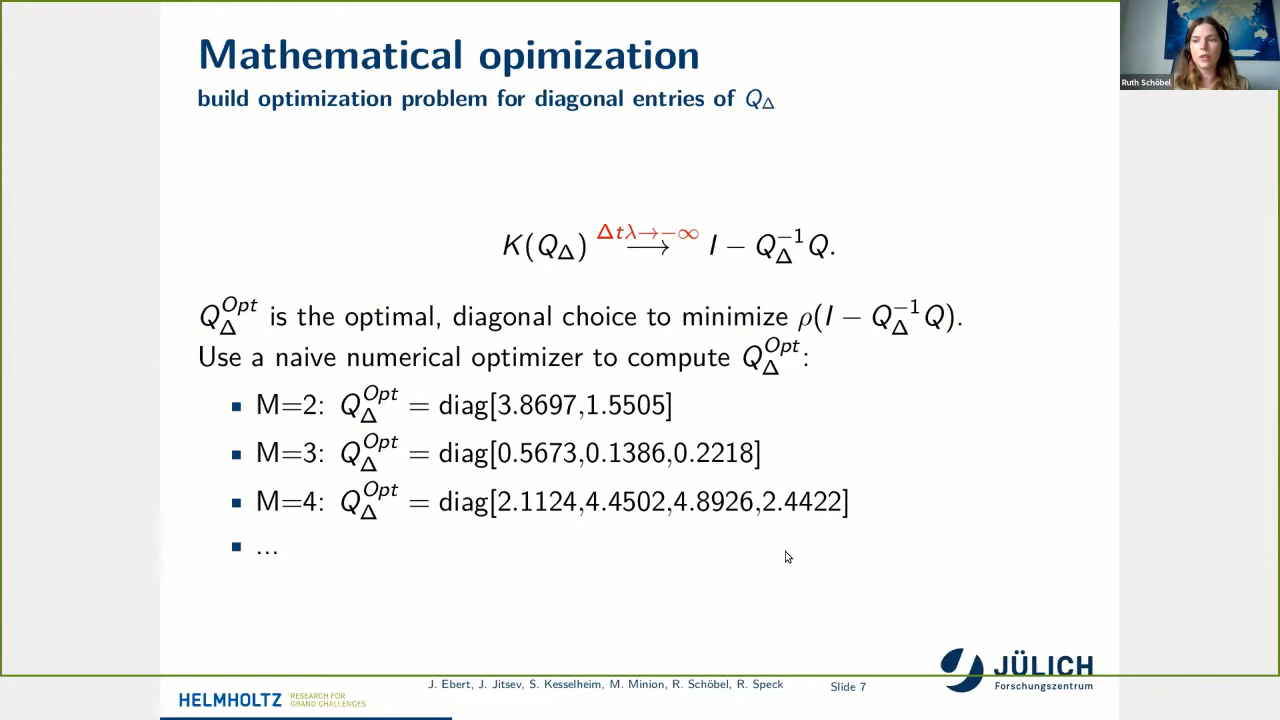 Mathematical opimization
build optimization problem for diagonal entries of Q_Δ
Ruth Schöbel
K(Q_Δ) \xrightarrow{Δtλ→−∞} I − Q_Δ^{−1}Q.
Q_Δ^{Opt} is the optimal, diagonal choice to minimize ρ(I − Q_Δ^{−1}Q).
Use a naive numerical optimizer to compute Q_Δ^{Opt}:
▪ M=2: Q_Δ^{Opt} = diag[3.8697,1.5505]
▪ M=3: Q_Δ^{Opt} = diag[0.5673,0.1386,0.2218]
▪ M=4: Q_Δ^{Opt} = diag[2.1124,4.4502,4.8926,2.4422]
▪ ...
JÜLICH
Forschungszentrum
HELMHOLTZ RESEARCH FOR
GRAND CHALLENGES
J. Ebert, J. Jitsev, S. Kesselheim, M. Minion, R. Schöbel, R. Speck
Slide 7